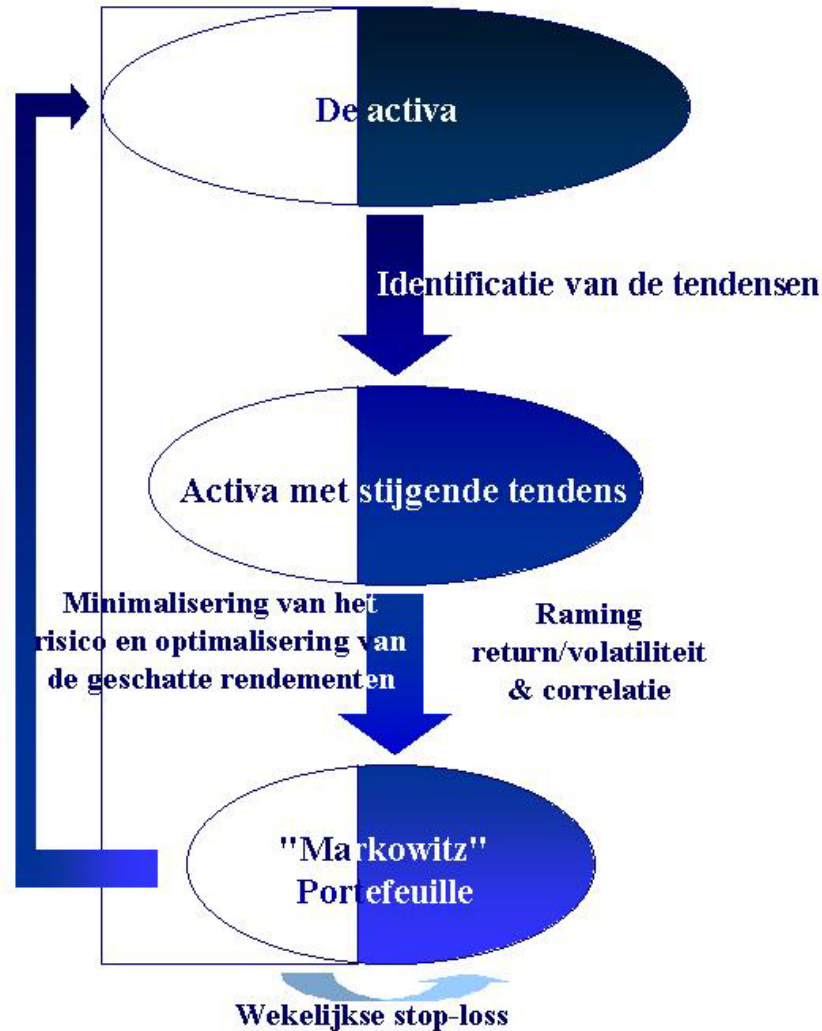 De activa
Identificatie van de tendensen
Activa met stijgende tendens
Minimalisering van het
risico en optimalisering van
de geschatte rendementen
Raming
return/volatiliteit
& correlatie
"Markowitz"
Portefeuille
Wekelijkse stop-loss